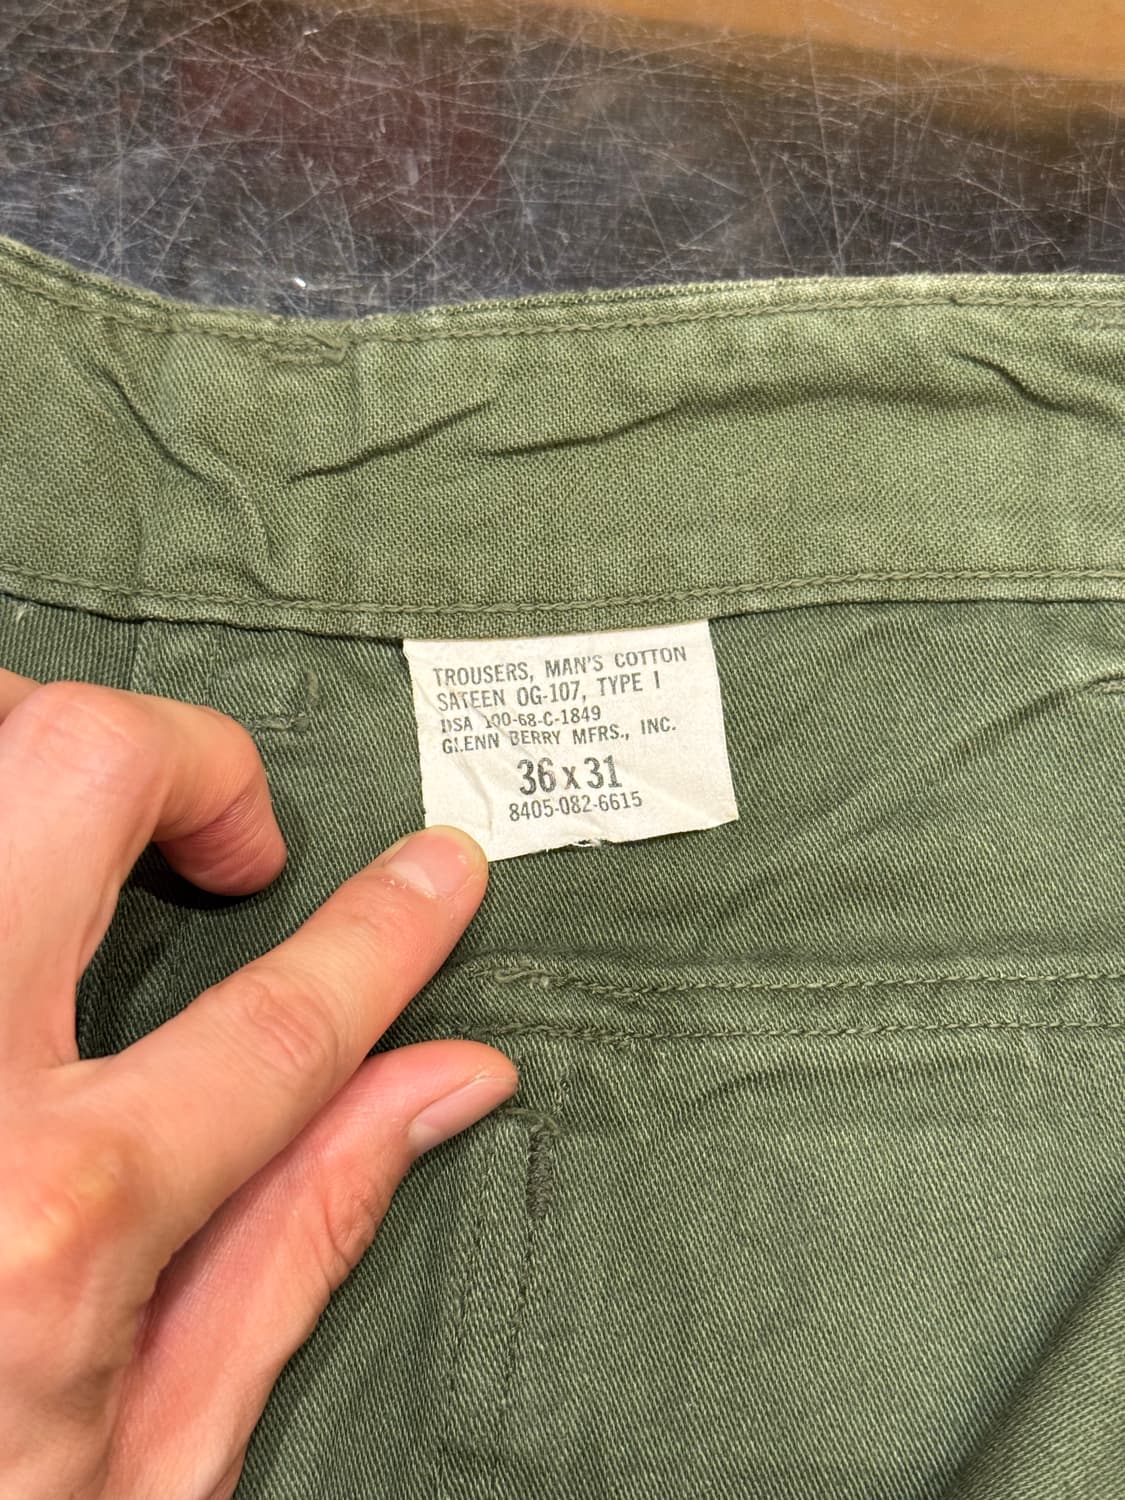 TROUSERS, MAN'S COTTON
SATEEN OG-107, TYPE I
DSA 100-68-C-1849
GLENN BERRY MFRS., INC.
36 x 31
8405-082-6615